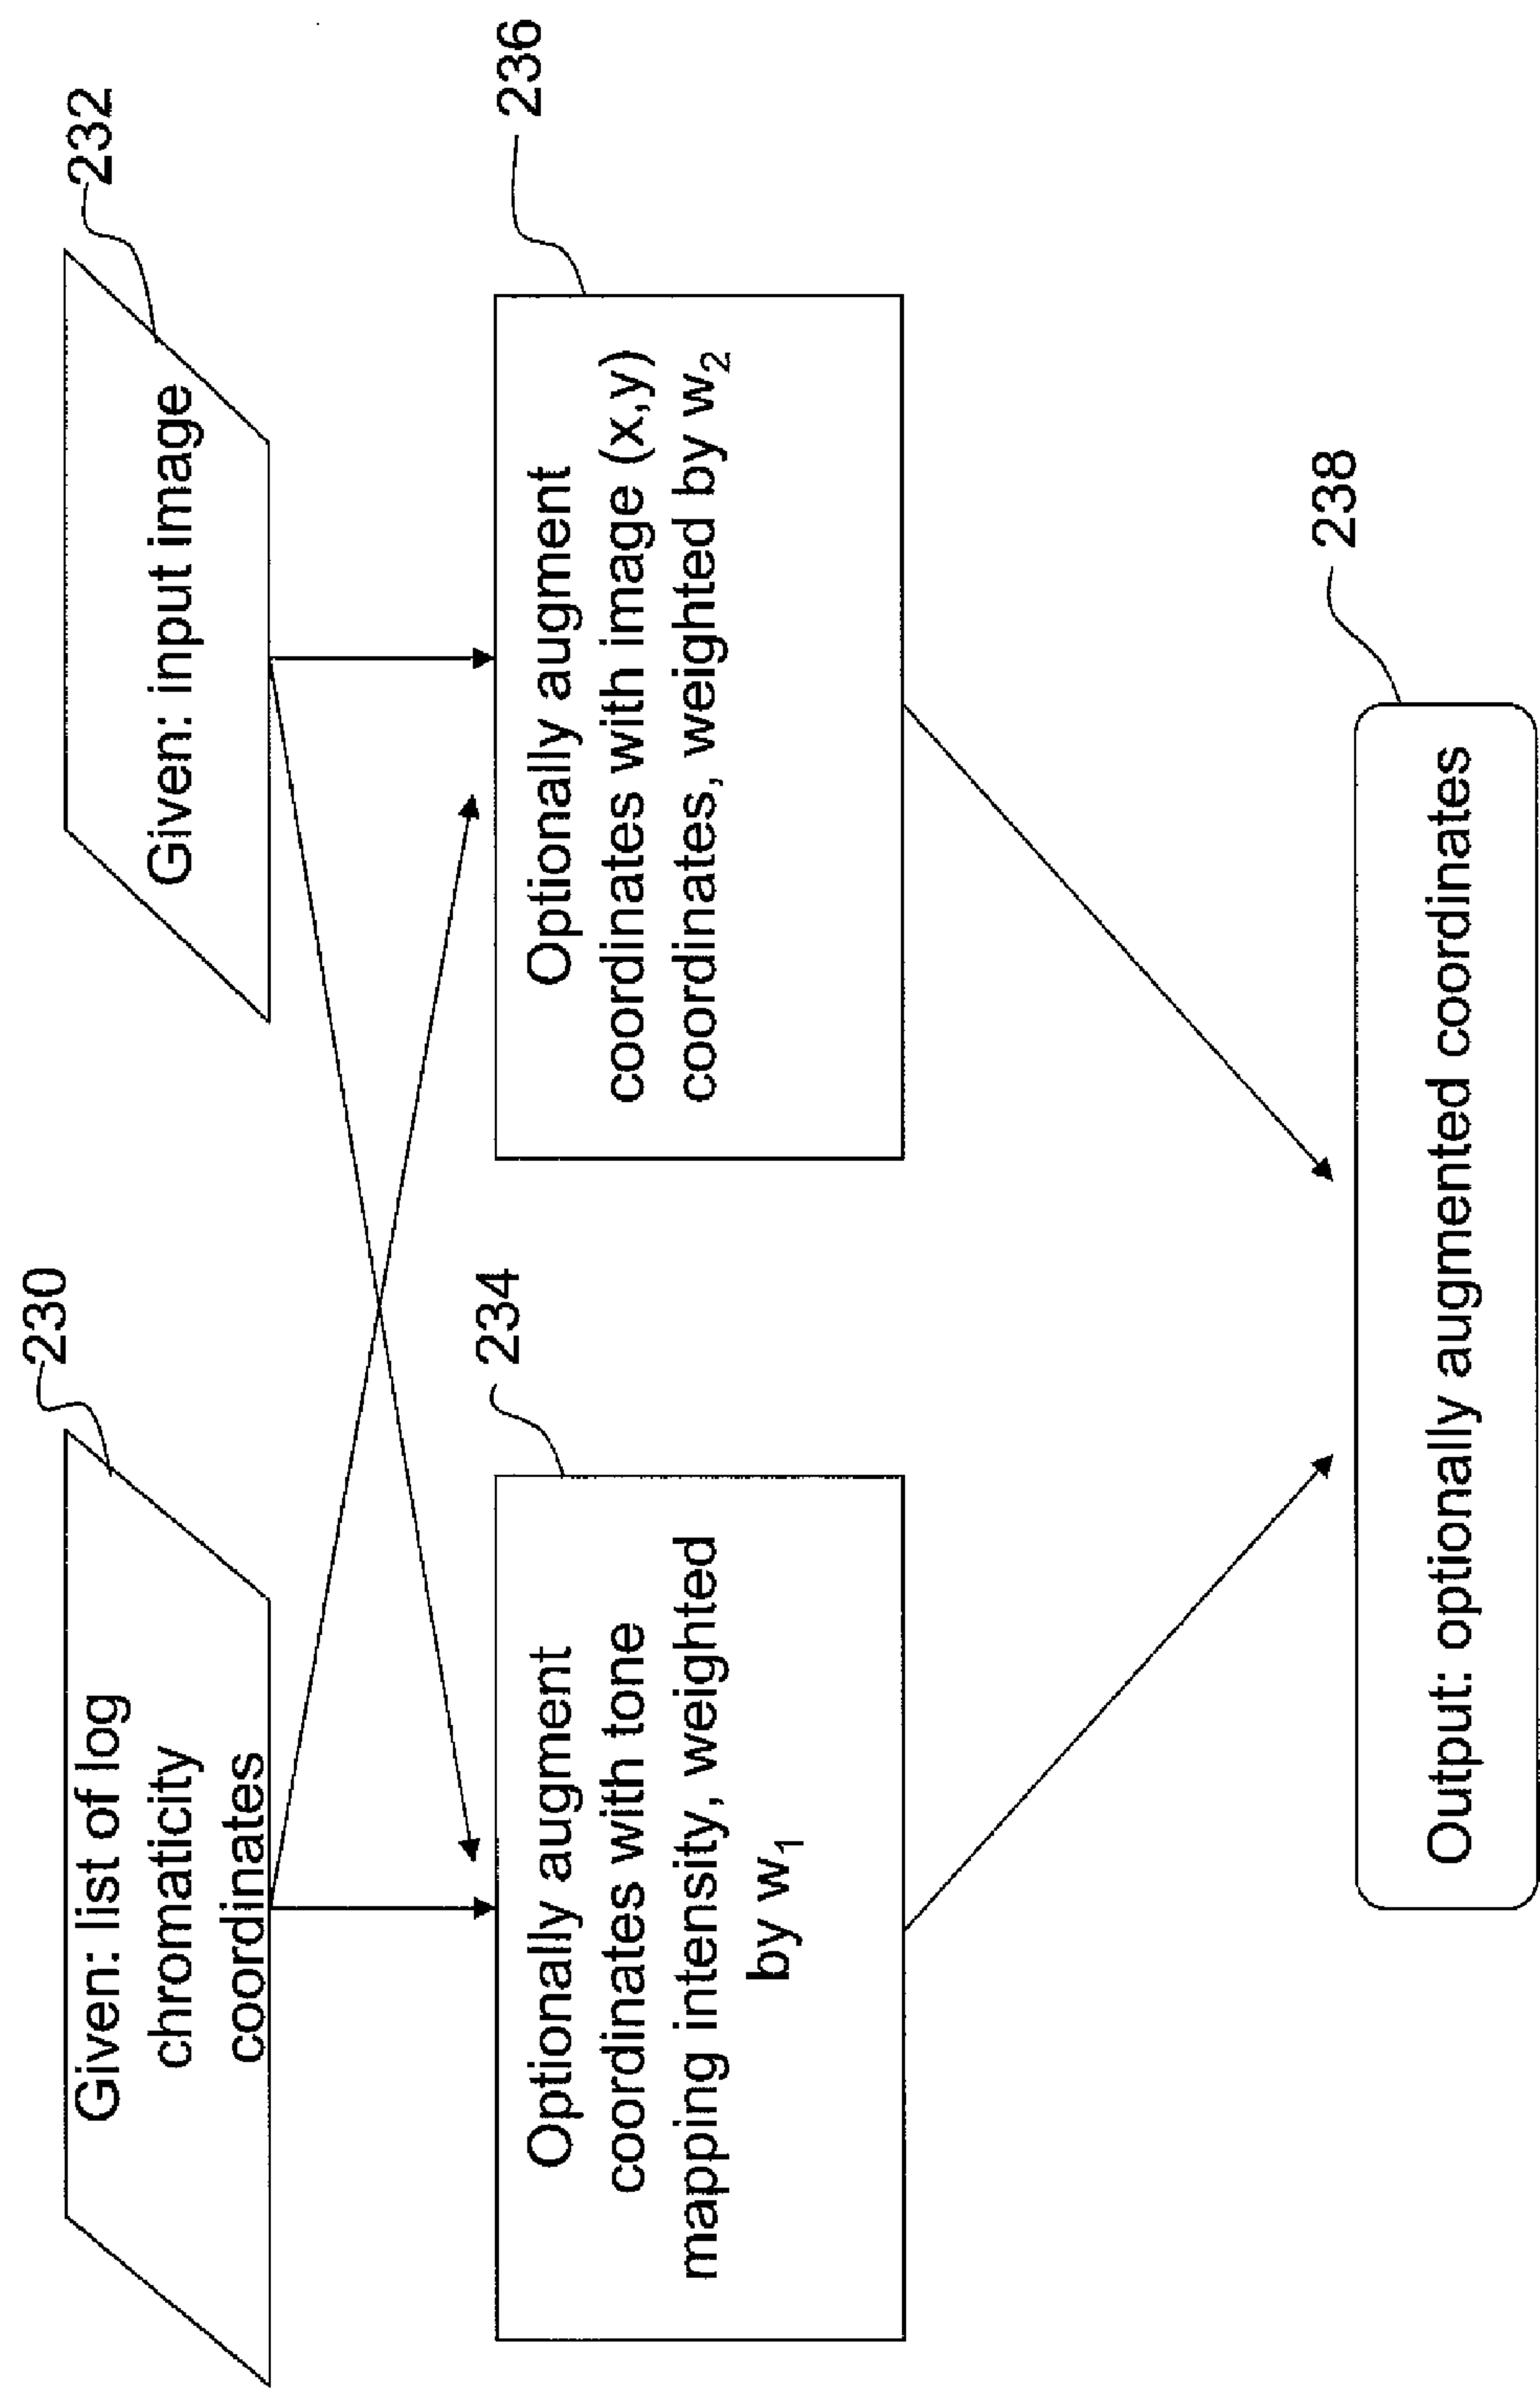 230
Given: list of log
chromaticity
coordinates
232
Given: input image
234
Optionally augment
coordinates with tone
mapping intensity, weighted
by w₁
236
Optionally augment
coordinates with image (x,y)
coordinates, weighted by w₂
238
Output: optionally augmented coordinates